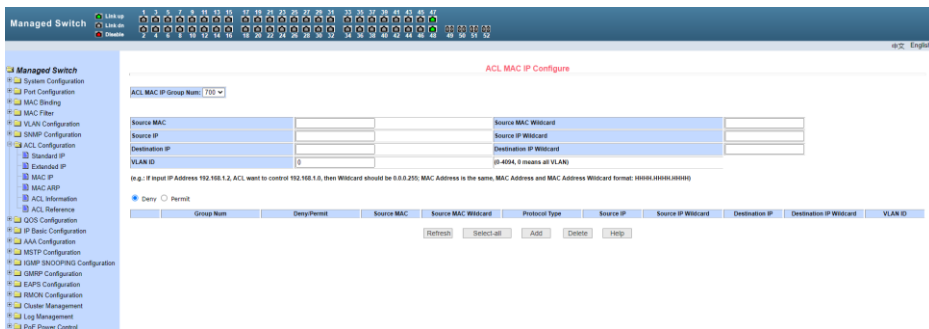 1 3 5 7 9 11 13 15 17 19 21 23 25 27 29 31 33 35 37 39 41 43 45 47
Managed Switch
Link up
Link dn
Disable
2 4 6 8 10 12 14 16 18 20 22 24 26 28 30 32 34 36 38 40 42 44 46 48 49 50 51 52
中文 English
Managed Switch
System Configuration
Port Configuration
MAC Binding
MAC Filter
VLAN Configuration
SNMP Configuration
ACL Configuration
Standard IP
Extended IP
MAC IP
MAC ARP
ACL Information
ACL Reference
QOS Configuration
IP Basic Configuration
AAA Configuration
MSTP Configuration
IGMP SNOOPING Configuration
GMRP Configuration
EAPS Configuration
RMON Configuration
Cluster Management
Log Management
PoE Power Control
ACL MAC IP Configure
ACL MAC IP Group Num: 700
Source MAC Source MAC Wildcard
Source IP Source IP Wildcard
Destination IP Destination IP Wildcard
VLAN ID 0 (0-4094, 0 means all VLAN)
(e.g.: If input IP Address 192.168.1.2, ACL want to control 192.168.1.0, then Wildcard should be 0.0.0.255; MAC Address is the same, MAC Address and MAC Address Wildcard format: HHHH.HHHH.HHHH)
Deny Permit
Group Num Deny/Permit Source MAC Source MAC Wildcard Protocol Type Source IP Source IP Wildcard Destination IP Destination IP Wildcard VLAN ID
Refresh Select-all Add Delete Help